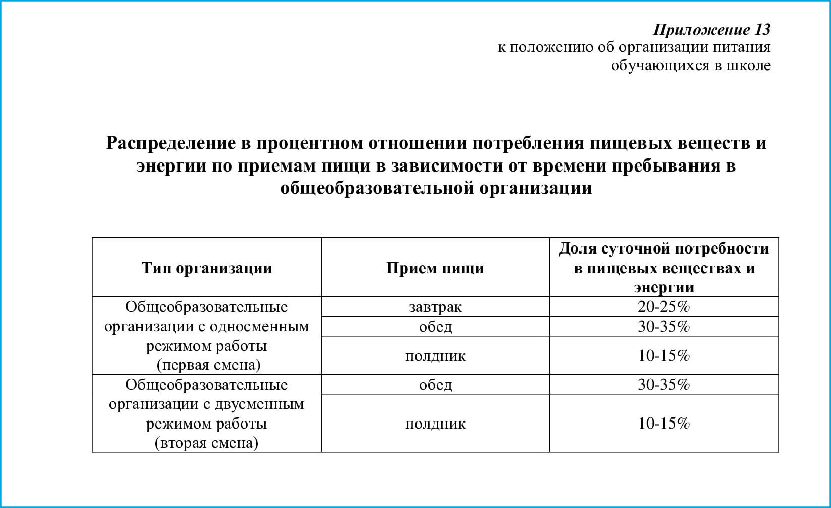 Приложение 13
к положению об организации питания
обучающихся в школе
Распределение в процентном отношении потребления пищевых веществ и
энергии по приемам пищи в зависимости от времени пребывания в
общеобразовательной организации
Тип организации
Прием пищи
Доля суточной потребности
в пищевых веществах и
энергии
Общеобразовательные
организации с односменным
режимом работы
(первая смена)
завтрак
20-25%
обед
30-35%
полдник
10-15%
Общеобразовательные
организации с двусменным
режимом работы
(вторая смена)
обед
30-35%
полдник
10-15%